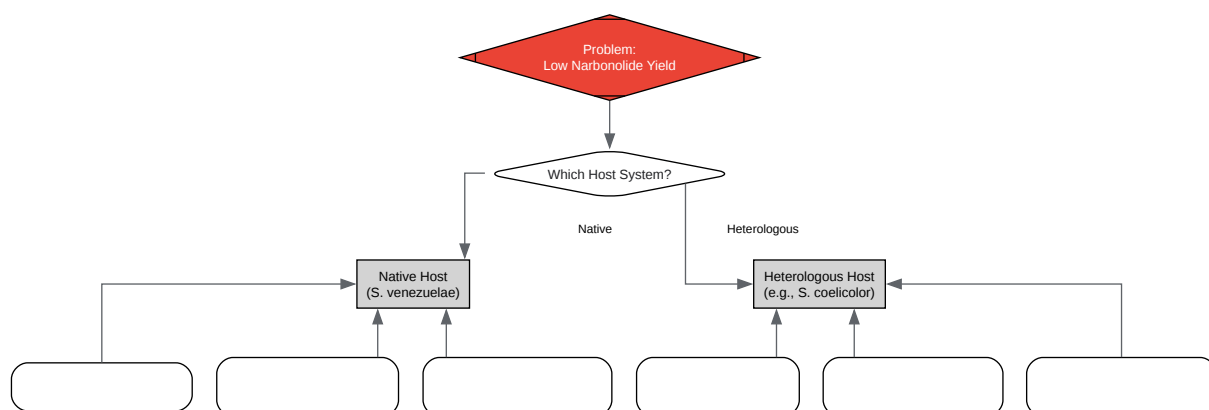 Problem:
Low Narbonolide Yield
Which Host System?
Native
Heterologous
Native Host
(S. venezuelae)
Heterologous Host
(e.g., S. coelicolor)